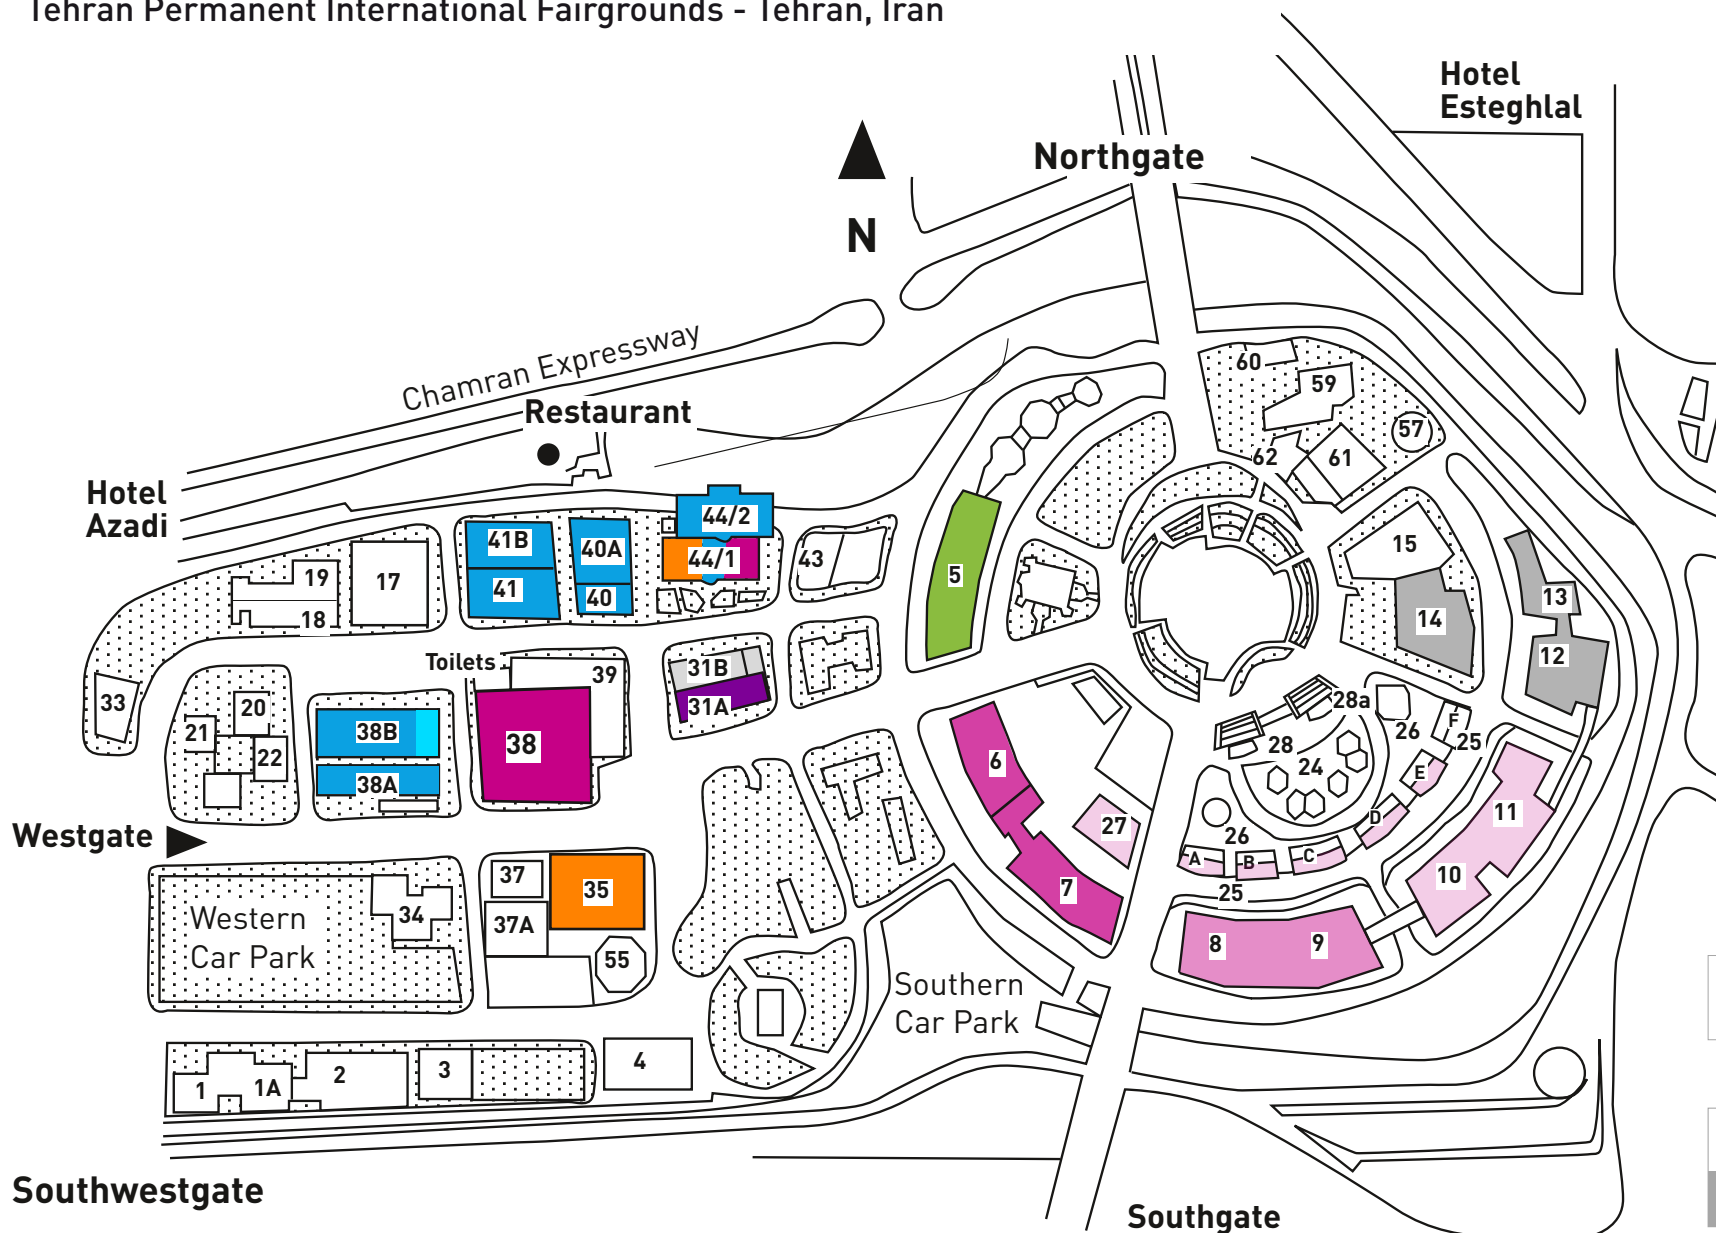 Tehran Permanent International Fairgrounds - Tehran, Iran
Hotel
Esteghlal
Northgate
N
Chamran Expressway
Restaurant
Hotel
Azadi
60
59
57
62
61
44/2
41B
40A
44/1
43
15
5
19
17
41
40
18
13
14
12
Toilets
39
31B
31A
33
20
21
22
38B
38A
38
28a
F
26
25
28
24
E
6
27
D
11
26
A
B
C
25
Westgate
37
35
7
10
34
37A
Western
Car Park
55
8
9
Southern
Car Park
1
1A
2
3
4
Southwestgate
Southgate